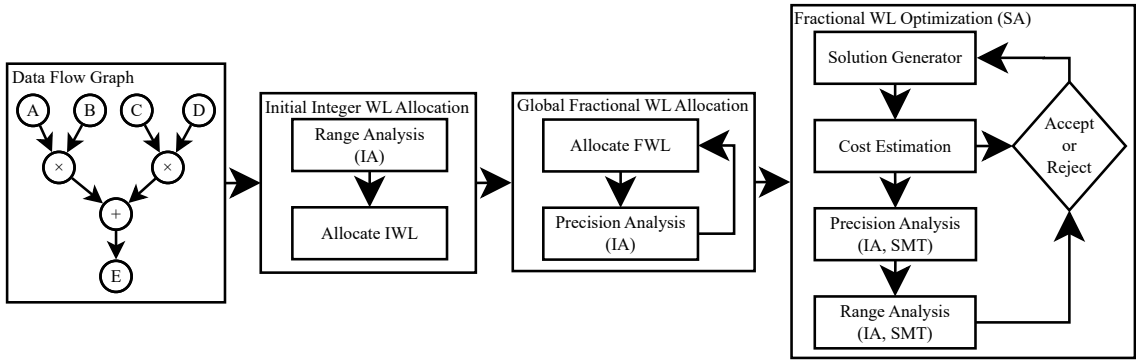 Data Flow Graph
A B C D
× ×
+
E
Initial Integer WL Allocation
Range Analysis
(IA)
Allocate IWL
Global Fractional WL Allocation
Allocate FWL
Precision Analysis
(IA)
Fractional WL Optimization (SA)
Solution Generator
Cost Estimation
Precision Analysis
(IA, SMT)
Range Analysis
(IA, SMT)
Accept
or
Reject